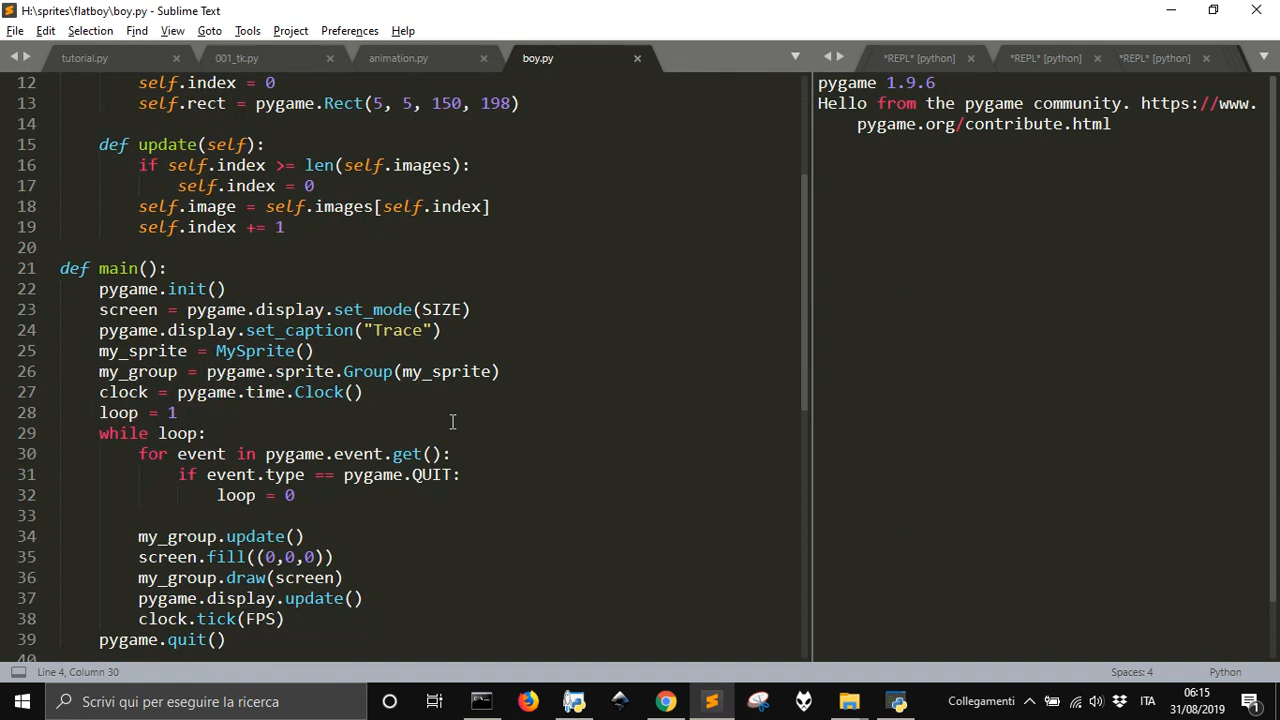 H:\sprites\flatboy\boy.py - Sublime Text
File Edit Selection Find View Goto Tools Project Preferences Help
tutorial.py × 001_tk.py × animation.py × boy.py ×
*REPL* [python] × *REPL* [python] × *REPL* [python] ×
12 self.index = 0
13 self.rect = pygame.Rect(5, 5, 150, 198)
14
15 def update(self):
16 if self.index >= len(self.images):
17 self.index = 0
18 self.image = self.images[self.index]
19 self.index += 1
20
21 def main():
22 pygame.init()
23 screen = pygame.display.set_mode(SIZE)
24 pygame.display.set_caption("Trace")
25 my_sprite = MySprite()
26 my_group = pygame.sprite.Group(my_sprite)
27 clock = pygame.time.Clock()
28 loop = 1
29 while loop:
30 for event in pygame.event.get():
31 if event.type == pygame.QUIT:
32 loop = 0
33
34 my_group.update()
35 screen.fill((0,0,0))
36 my_group.draw(screen)
37 pygame.display.update()
38 clock.tick(FPS)
39 pygame.quit()
40
pygame 1.9.6
Hello from the pygame community. https://www.
pygame.org/contribute.html
Line 4, Column 30
Spaces: 4 Python
Scrivi qui per eseguire la ricerca
Collegamenti ITA
06:15
31/08/2019
1